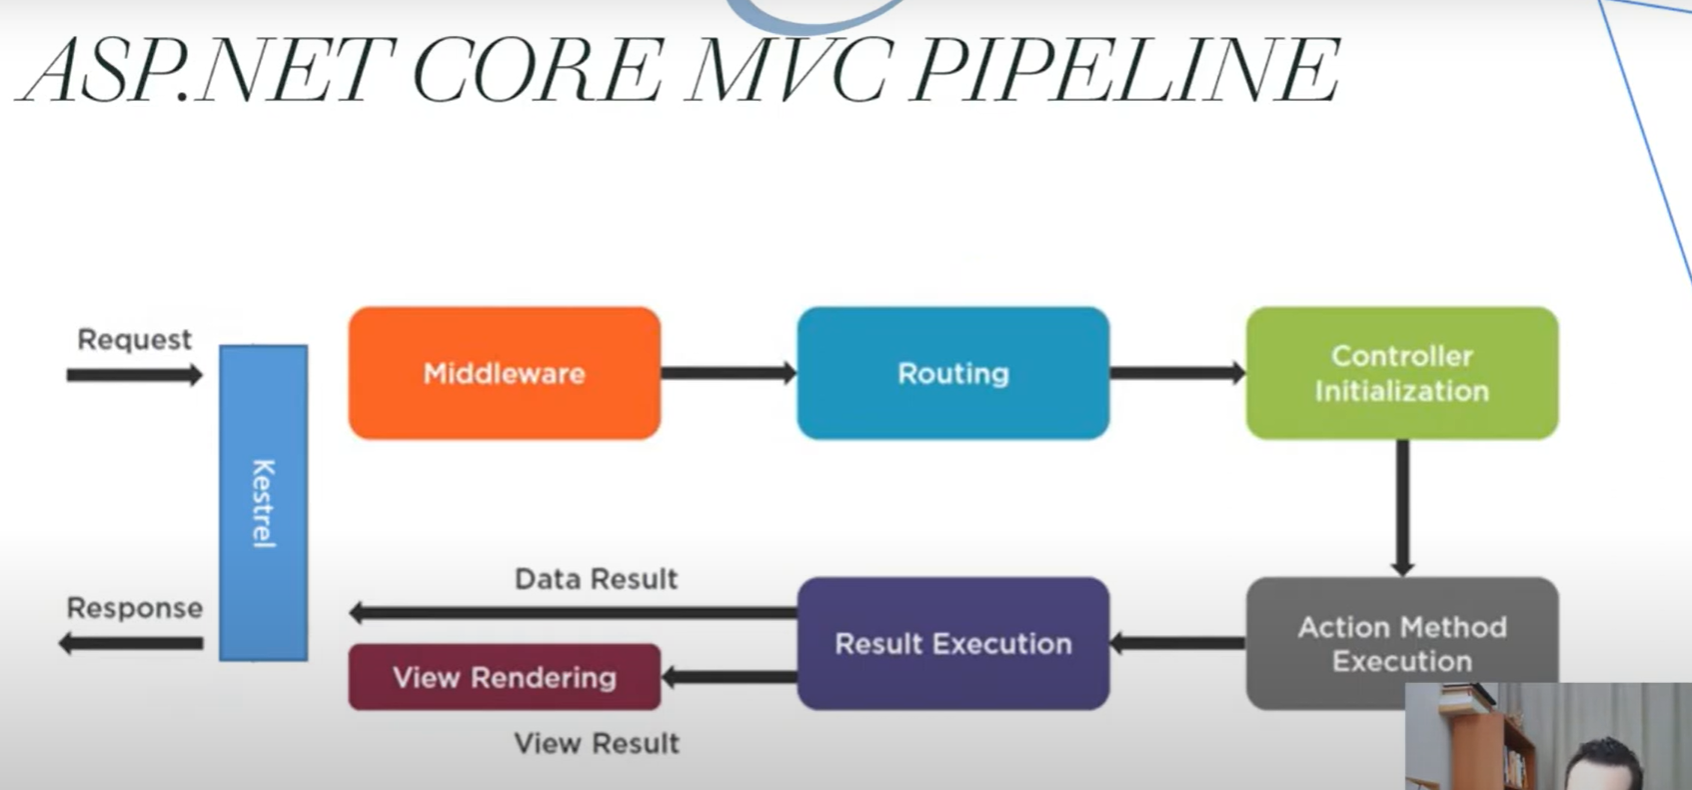 ASP.NET CORE MVC PIPELINE
Request
Middleware
Routing
Controller
Initialization
Kestrel
Response
Data Result
View Rendering
View Result
Result Execution
Action Method
Execution